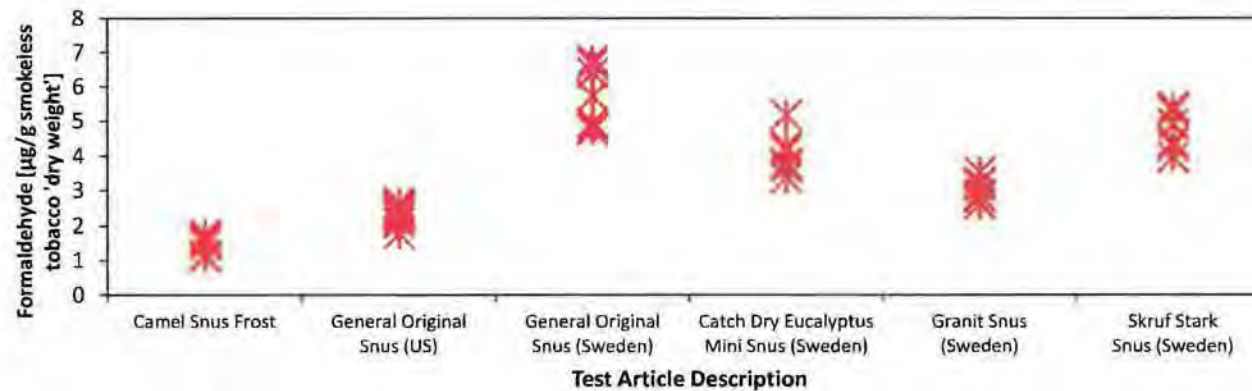 Formaldehyde [µg/g smokeless
tobacco 'dry weight']
8
7
6
5
4
3
2
1
0
Camel Snus Frost
General Original
Snus (US)
General Original
Snus (Sweden)
Catch Dry Eucalyptus
Mini Snus (Sweden)
Granit Snus
(Sweden)
Skruf Stark
Snus (Sweden)
Test Article Description